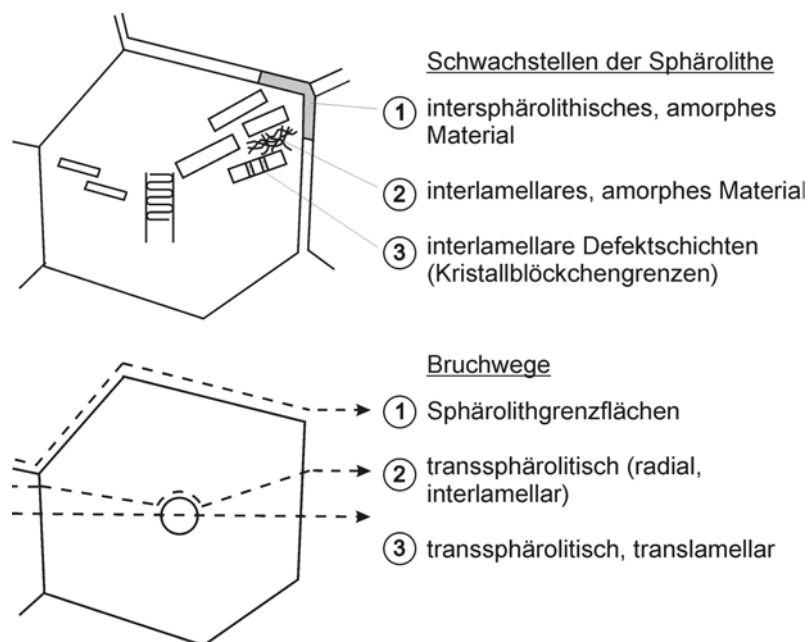 Schwachstellen der Sphärolithe
1 intersphärolithisches, amorphes
Material
2 interlamellares, amorphes Material
3 interlamellare Defektschichten
(Kristallblöckchengrenzen)
Bruchwege
1 Sphärolithgrenzflächen
2 transsphärolitisch (radial,
interlamellar)
3 transsphärolitisch, translamellar